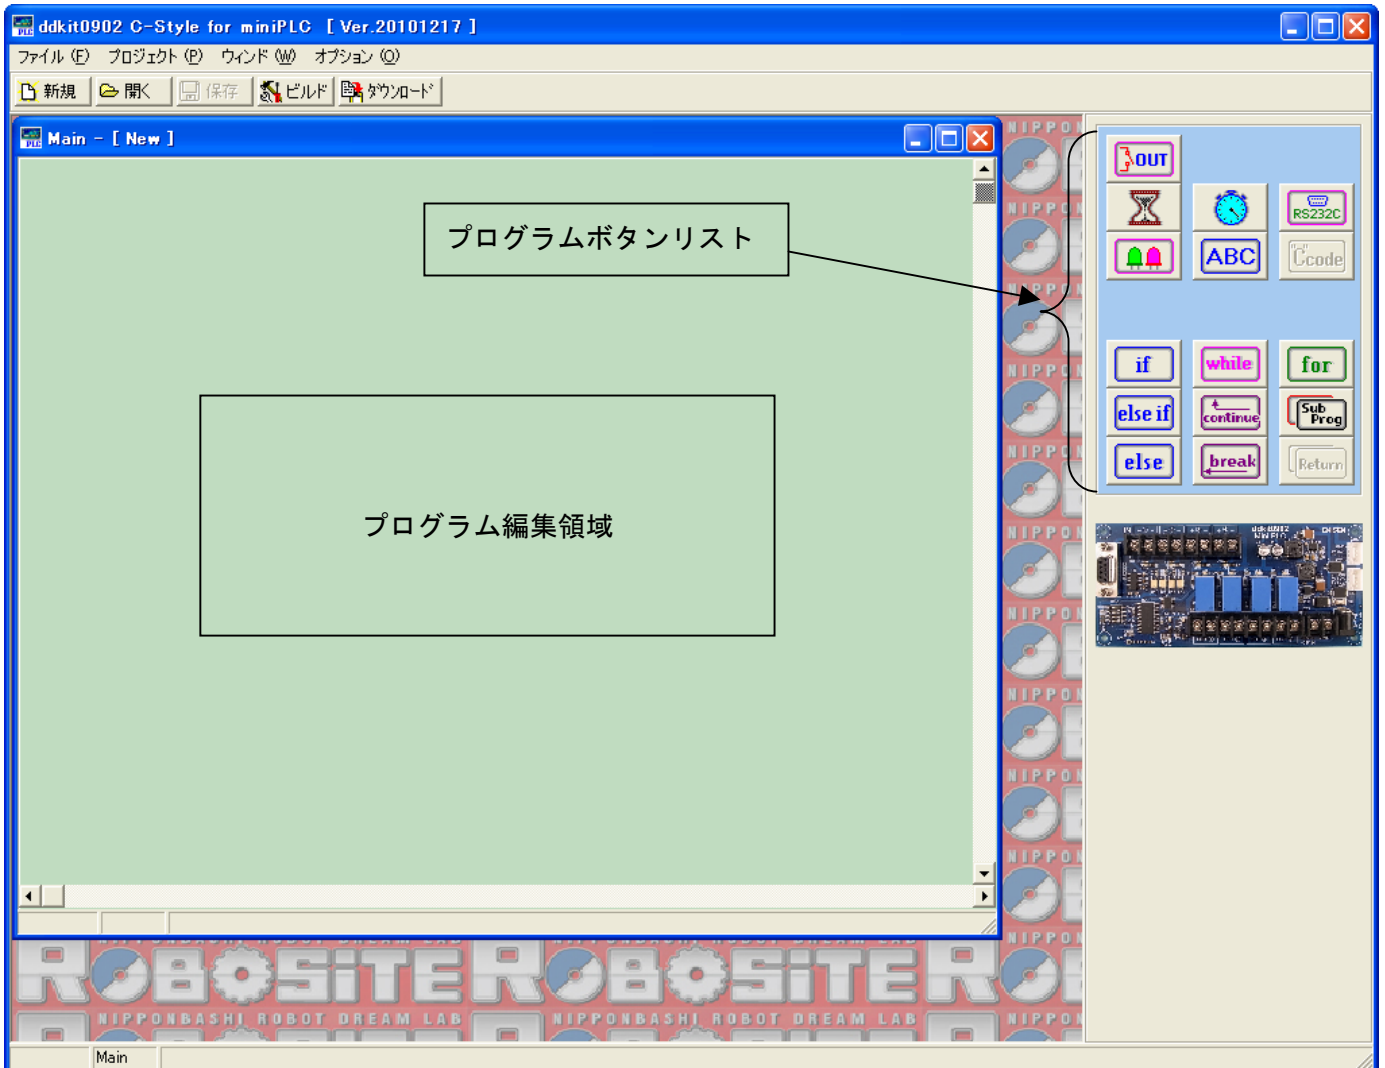 ddkit0902 C-Style for miniPLC [ Ver.20101217 ]
ファイル (F) プロジェクト (P) ウィンド (W) オプション (O)
新規 開く 保存 ビルド ダウンロード
Main - [ New ]
プログラムボタンリスト
プログラム編集領域
OUT
RS232C
ABC
"C" Ccode
if while for
else if continue Sub Prog
else break Return
ddkit0902
ROBOSiTE ROBOSiTE R
NIPPONBASHI ROBOT DREAM LAB NIPPONBASHI ROBOT DREAM LAB
Main